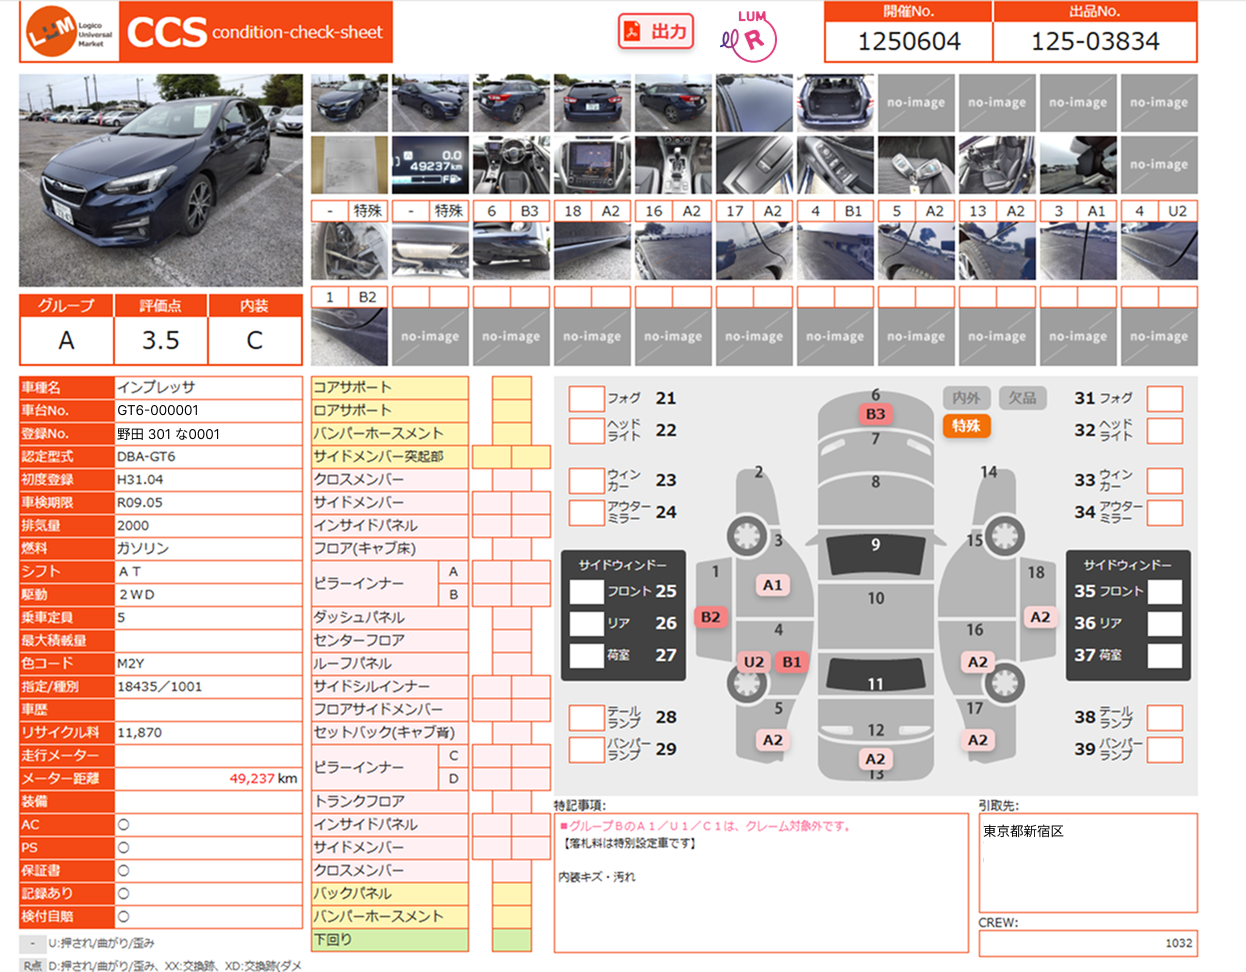 LUM
Logico
Universal
Market
CCS condition-check-sheet
出力
LUM
R
開催No.
出品No.
1250604
125-03834
no-image
no-image
no-image
no-image
0.0
49237km
no-image
-
特殊
-
特殊
6
B3
18
A2
16
A2
17
A2
4
B1
5
A2
13
A2
3
A1
4
U2
1
B2
no-image
no-image
no-image
no-image
no-image
no-image
no-image
no-image
no-image
no-image
グループ
評価点
内装
A
3.5
C
車種名
インプレッサ
車台No.
GT6-000001
登録No.
野田 301 な0001
認定型式
DBA-GT6
初度登録
H31.04
車検期限
R09.05
排気量
2000
燃料
ガソリン
シフト
ＡＴ
駆動
２ＷＤ
乗車定員
5
最大積載量
色コード
M2Y
指定/種別
18435／1001
車歴
リサイクル料
11,870
走行メーター
メーター距離
49,237 km
装備
AC
○
PS
○
保証書
○
記録あり
○
検付自賠
○
- U:押され/曲がり/歪み
R点 D:押され/曲がり/歪み、XX:交換跡、XD:交換跡(ダメ
コアサポート
ロアサポート
バンパーホースメント
サイドメンバー突起部
クロスメンバー
サイドメンバー
インサイドパネル
フロア(キャブ床)
ピラーインナー
A
B
ダッシュパネル
センターフロア
ルーフパネル
サイドシルインナー
フロアサイドメンバー
セットバック(キャブ背)
ピラーインナー
C
D
トランクフロア
インサイドパネル
サイドメンバー
クロスメンバー
バックパネル
バンパーホースメント
下回り
フォグ 21
ヘッド
ライト 22
ウィン
カー 23
アウター
ミラー 24
サイドウィンドー
フロント 25
リア 26
荷室 27
テール
ランプ 28
バンパー
ランプ 29
内外
欠品
特殊
6
B3
7
8
9
10
11
12
A2
13
2
3
1
A1
B2
4
U2
B1
5
A2
14
15
18
A2
16
A2
17
A2
31 フォグ
32 ヘッド
ライト
33 ウィン
カー
34 アウター
ミラー
サイドウィンドー
35 フロント
36 リア
37 荷室
38 テール
ランプ
39 バンパー
ランプ
特記事項:
■グループＢのＡ１／Ｕ１／Ｃ１は、クレーム対象外です。
【落札料は特別設定車です】
内装キズ・汚れ
引取先:
東京都新宿区
CREW:
1032